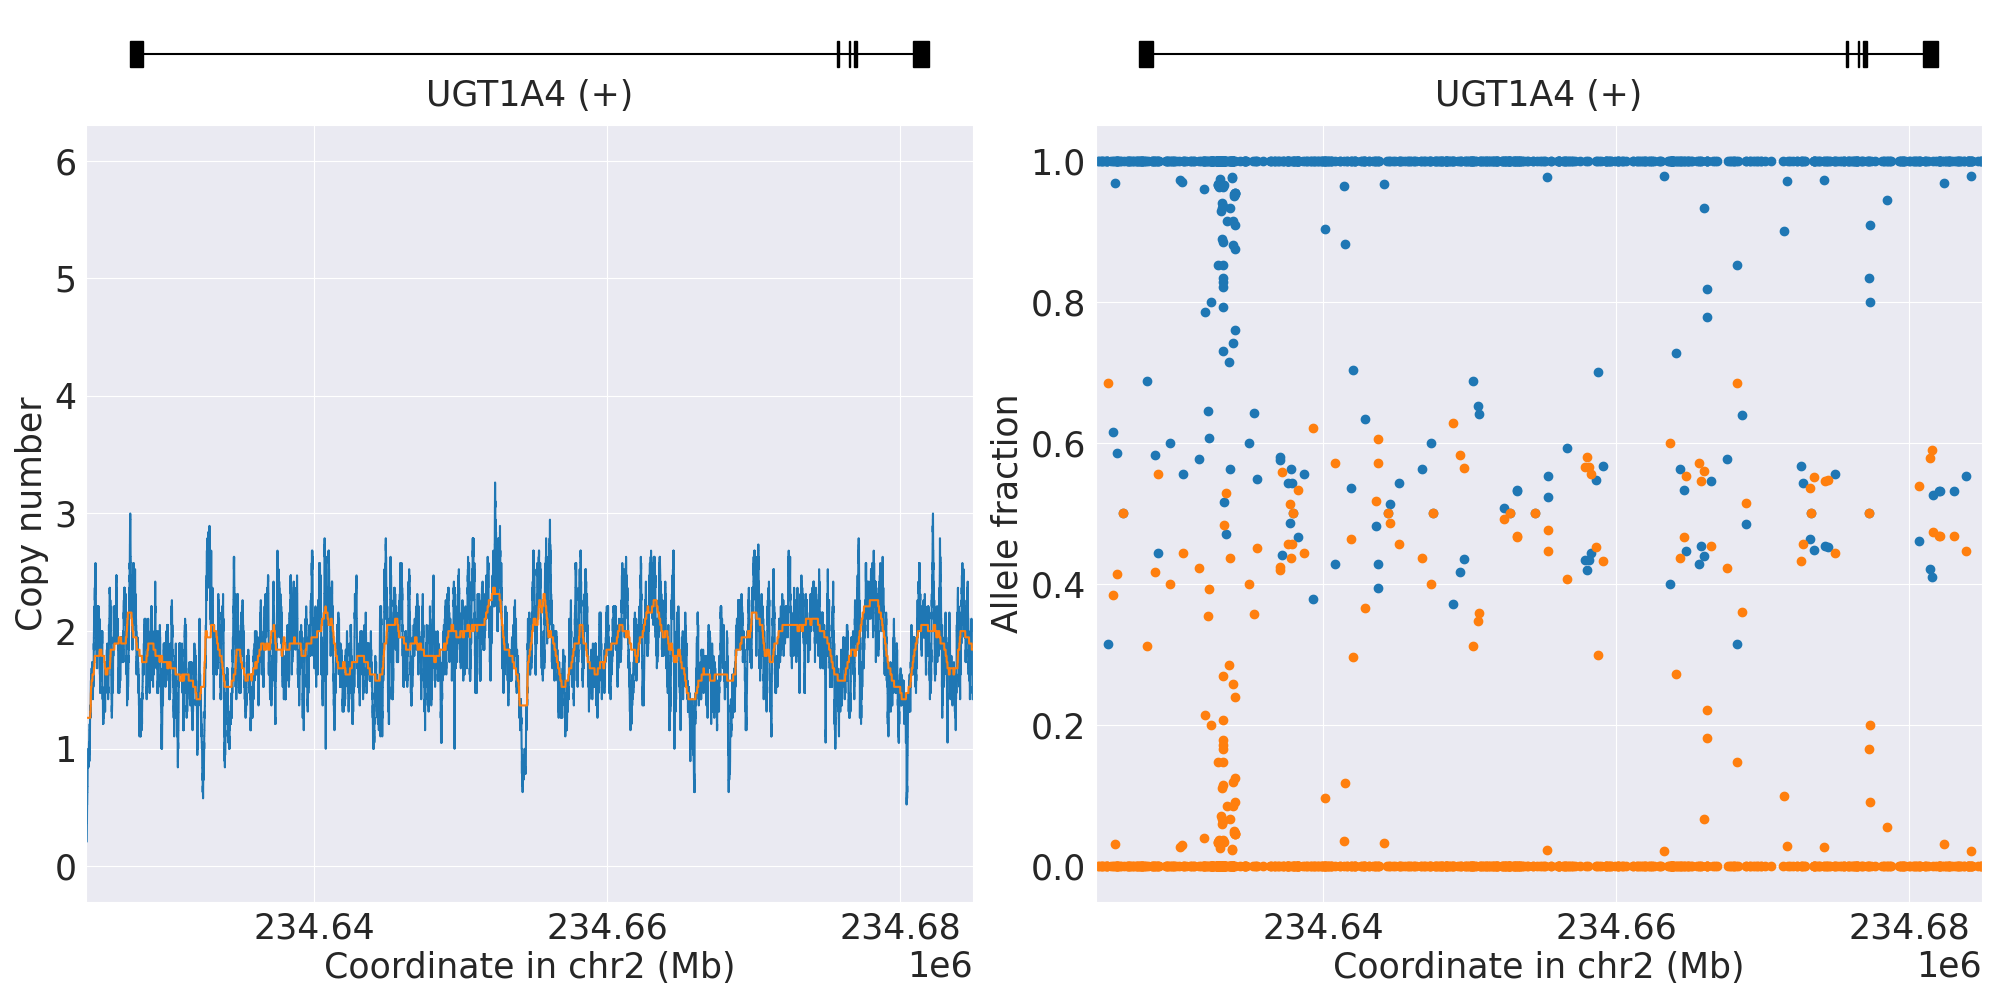 UGT1A4 (+)
6
5
4
3
2
1
0
Copy number
234.64
234.66
234.68
Coordinate in chr2 (Mb)
1e6
UGT1A4 (+)
1.0
0.8
0.6
0.4
0.2
0.0
Allele fraction
234.64
234.66
234.68
Coordinate in chr2 (Mb)
1e6